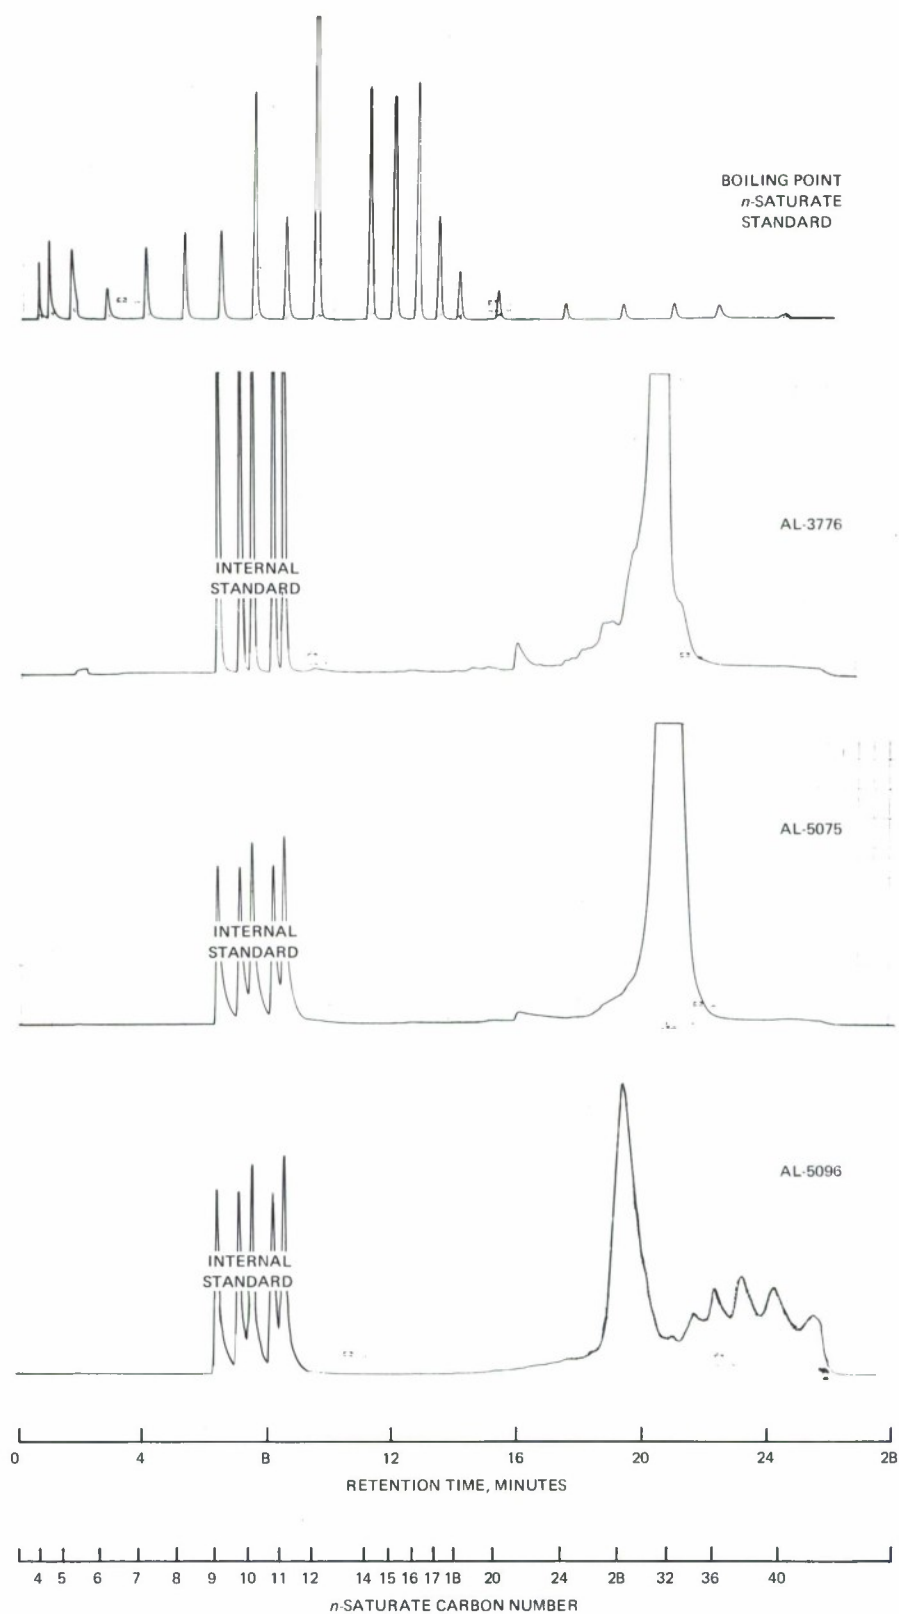 BOILING POINT
n-SATURATE
STANDARD
AL-3776
INTERNAL
STANDARD
AL-5075
INTERNAL
STANDARD
AL-5096
INTERNAL
STANDARD
0 4 8 12 16 20 24 28
RETENTION TIME, MINUTES
4 5 6 7 8 9 10 11 12 14 15 16 17 18 20 24 28 32 36 40
n-SATURATE CARBON NUMBER